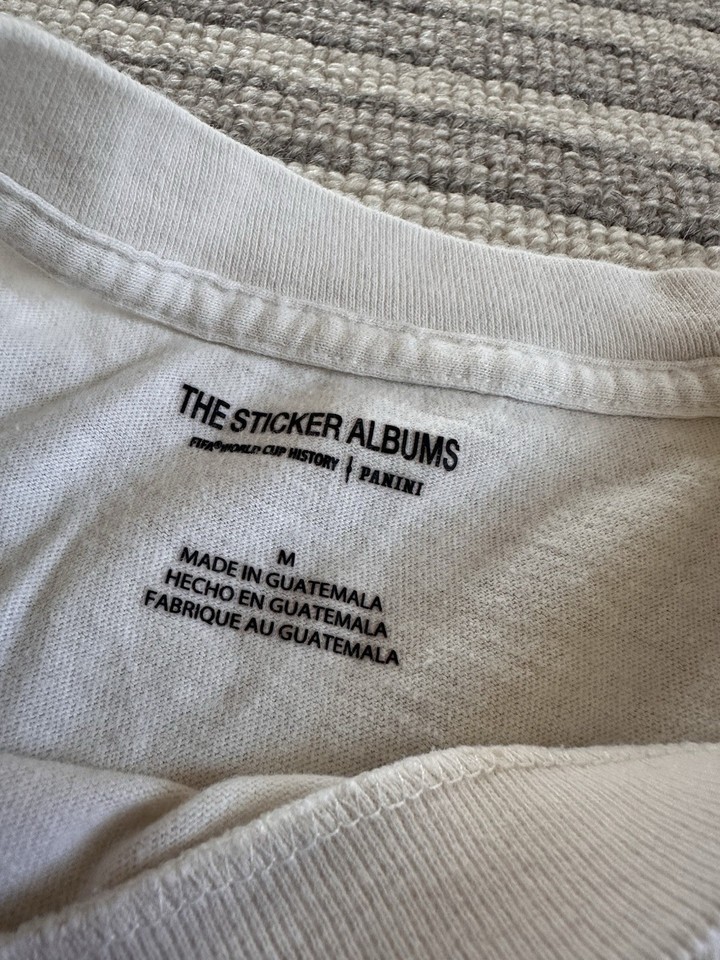 THE STICKER ALBUMS
FIFA® WORLD CUP HISTORY | PANINI
M
MADE IN GUATEMALA
HECHO EN GUATEMALA
FABRIQUE AU GUATEMALA